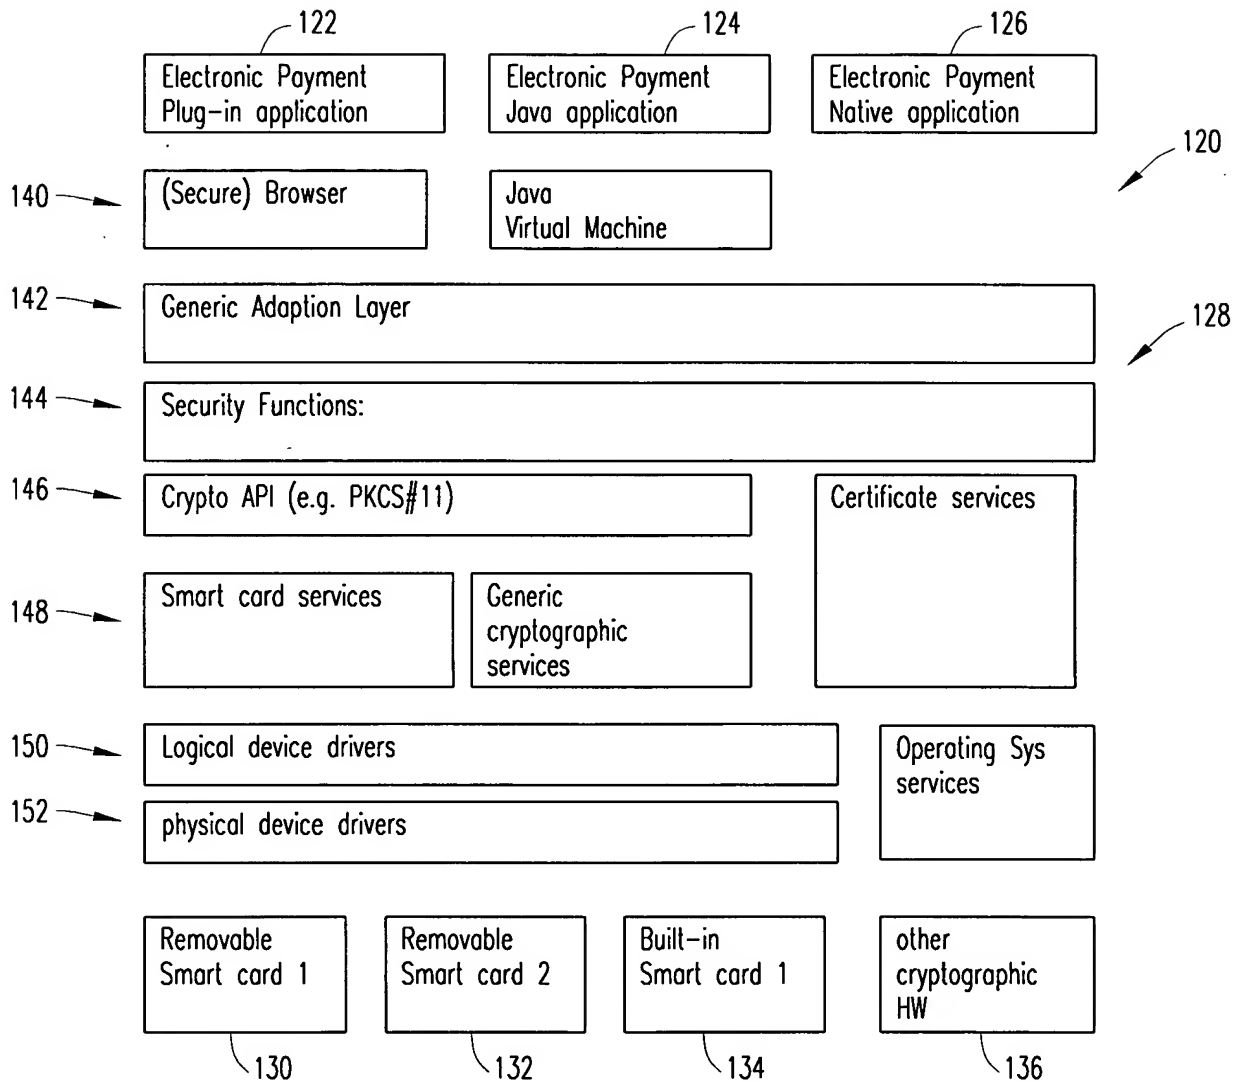 122
124
126
Electronic Payment
Plug-in application
Electronic Payment
Java application
Electronic Payment
Native application
120
140
(Secure) Browser
Java
Virtual Machine
142
Generic Adaption Layer
128
144
Security Functions:
146
Crypto API (e.g. PKCS#11)
Certificate services
148
Smart card services
Generic
cryptographic
services
150
Logical device drivers
Operating Sys
services
152
physical device drivers
Removable
Smart card 1
Removable
Smart card 2
Built-in
Smart card 1
other
cryptographic
HW
130
132
134
136